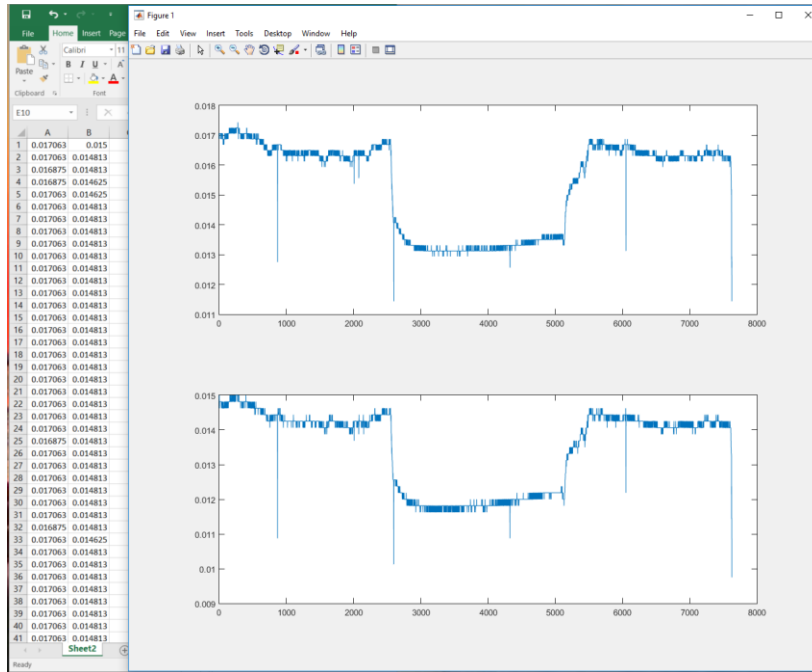 Figure 1
File Home Insert Page
File Edit View Insert Tools Desktop Window Help
Calibri 11
Paste
B I U A
Clipboard Font
E10
A B
1 0.017063 0.015
2 0.017063 0.014813
3 0.016875 0.014813
4 0.016875 0.014625
5 0.017063 0.014625
6 0.017063 0.014813
7 0.017063 0.014813
8 0.017063 0.014813
9 0.017063 0.014813
10 0.017063 0.014813
11 0.017063 0.014813
12 0.017063 0.014813
13 0.017063 0.014813
14 0.017063 0.014813
15 0.017063 0.014813
16 0.017063 0.014813
17 0.017063 0.014813
18 0.017063 0.014813
19 0.017063 0.014813
20 0.017063 0.014813
21 0.017063 0.014813
22 0.017063 0.014813
23 0.017063 0.014813
24 0.017063 0.014813
25 0.016875 0.014813
26 0.017063 0.014813
27 0.017063 0.014813
28 0.017063 0.014813
29 0.017063 0.014813
30 0.017063 0.014813
31 0.017063 0.014813
32 0.016875 0.014813
33 0.017063 0.014625
34 0.017063 0.014813
35 0.017063 0.014813
36 0.017063 0.014813
37 0.017063 0.014813
38 0.017063 0.014813
39 0.017063 0.014813
40 0.017063 0.014813
41 0.017063 0.014813
Sheet2
Ready
0.018
0.017
0.016
0.015
0.014
0.013
0.012
0.011
0 1000 2000 3000 4000 5000 6000 7000 8000
0.015
0.014
0.013
0.012
0.011
0.01
0.009
0 1000 2000 3000 4000 5000 6000 7000 8000